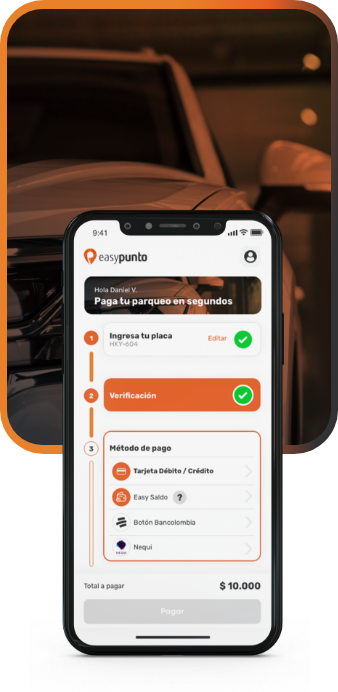 9:41
easypunto
Hola Daniel V.
Paga tu parqueo en segundos
1
Ingresa tu placa
Editar
HKY-604
2
Verificación
3
Método de pago
Tarjeta Débito / Crédito
Easy Saldo ?
Botón Bancolombia
Nequi
Total a pagar
$ 10.000
Pagar